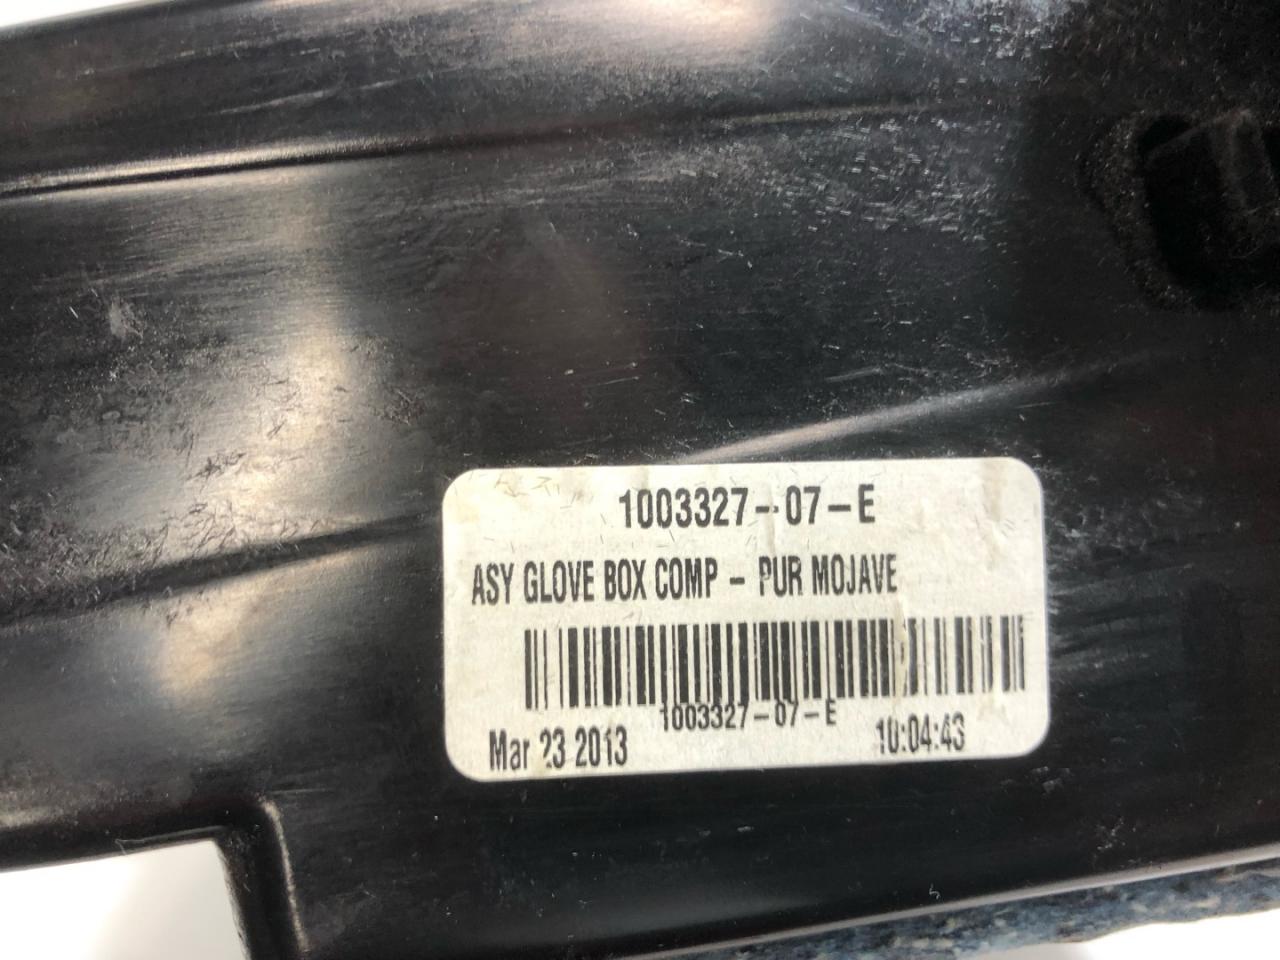 1003327-07-E
ASY GLOVE BOX COMP - PUR MOJAVE
1003327-07-E
Mar 23 2013 10:04:43